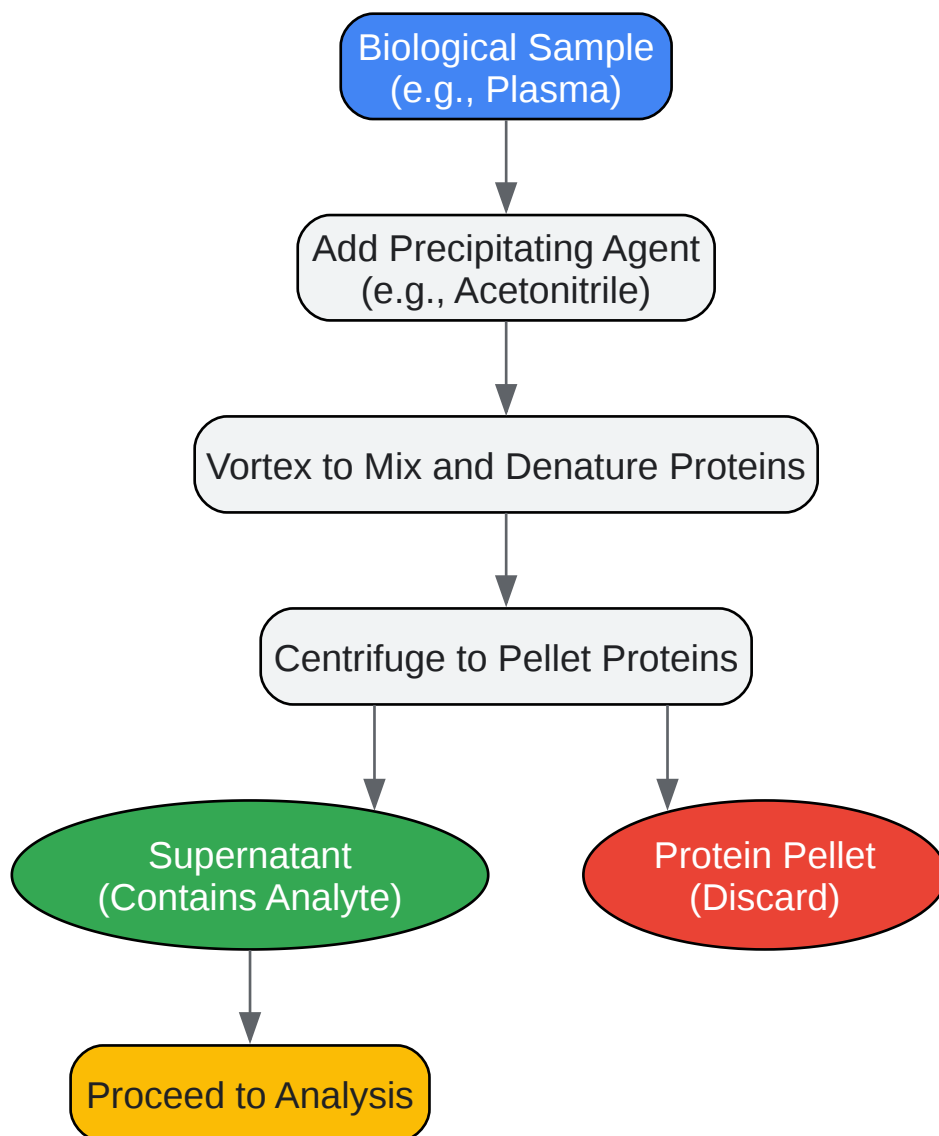 Biological Sample
(e.g., Plasma)
Add Precipitating Agent
(e.g., Acetonitrile)
Vortex to Mix and Denature Proteins
Centrifuge to Pellet Proteins
Supernatant
(Contains Analyte)
Protein Pellet
(Discard)
Proceed to Analysis